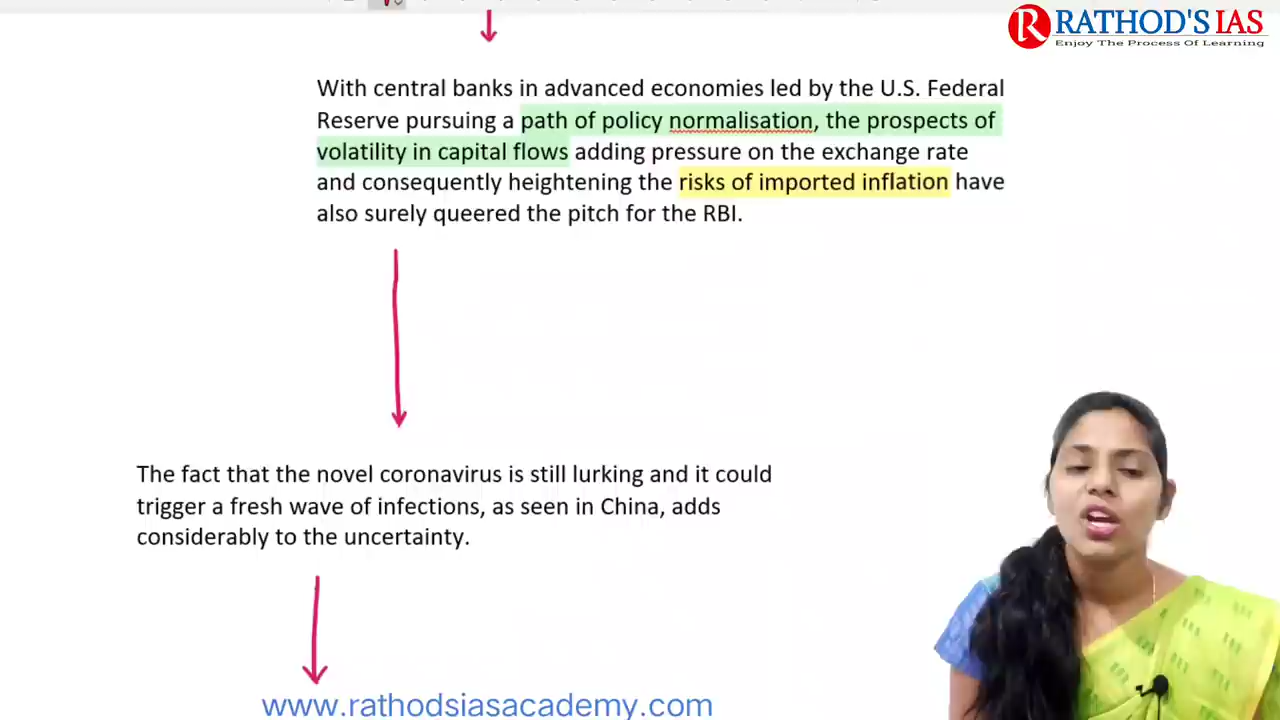 RATHOD'S IAS
Enjoy The Process Of Learning
With central banks in advanced economies led by the U.S. Federal
Reserve pursuing a path of policy normalisation, the prospects of
volatility in capital flows adding pressure on the exchange rate
and consequently heightening the risks of imported inflation have
also surely queered the pitch for the RBI.
The fact that the novel coronavirus is still lurking and it could
trigger a fresh wave of infections, as seen in China, adds
considerably to the uncertainty.
www.rathodsiasacademy.com